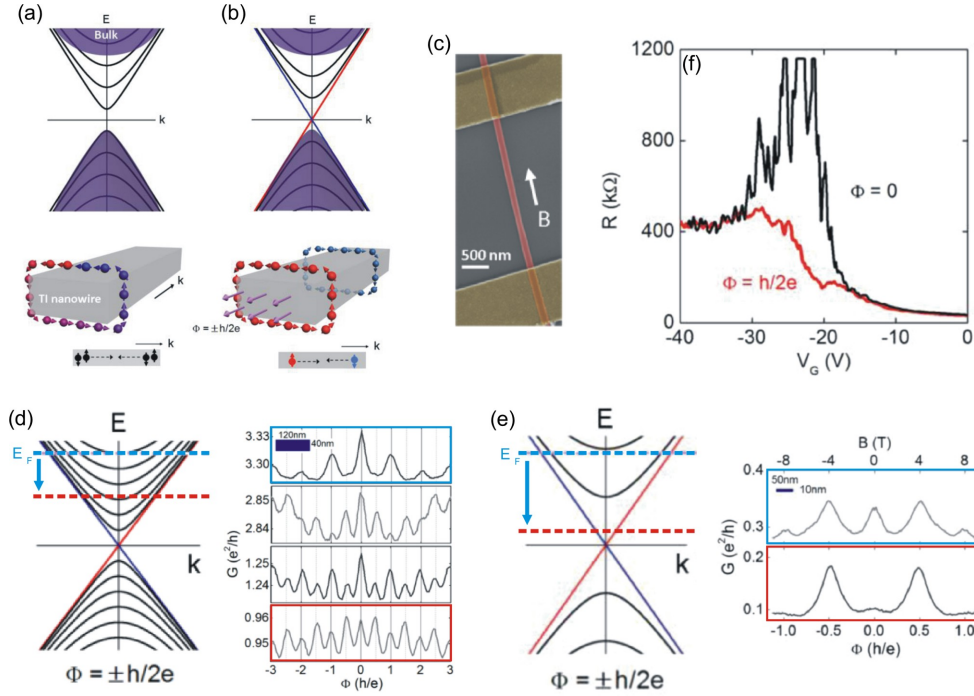 (a)
E
Bulk
k
TI nanowire
k
k
(b)
E
k
Φ = ±h/2e
k
k
(c)
B
500 nm
(f)
1200
800
400
0
R (kΩ)
Φ = 0
Φ = h/2e
-40
-30
-20
-10
0
V_G (V)
(d)
E
E_F
k
Φ = ±h/2e
120nm
40nm
3.33
3.30
2.85
2.84
1.25
1.24
0.96
0.95
G (e²/h)
-3
-2
-1
0
1
2
3
Φ (h/e)
(e)
E
E_F
k
Φ = ±h/2e
B (T)
-8
-4
0
4
8
50nm
10nm
0.4
0.3
0.2
0.1
G (e²/h)
-1.0
-0.5
0.0
0.5
1.0
Φ (h/e)